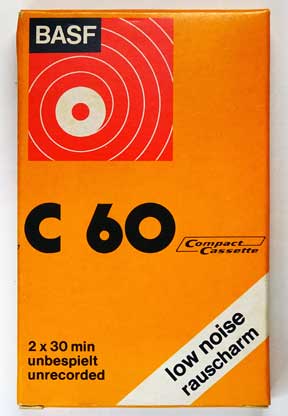 BASF
C 60
Compact
Cassette
2 x 30 min
unbespielt
unrecorded
low noise
rauscharm